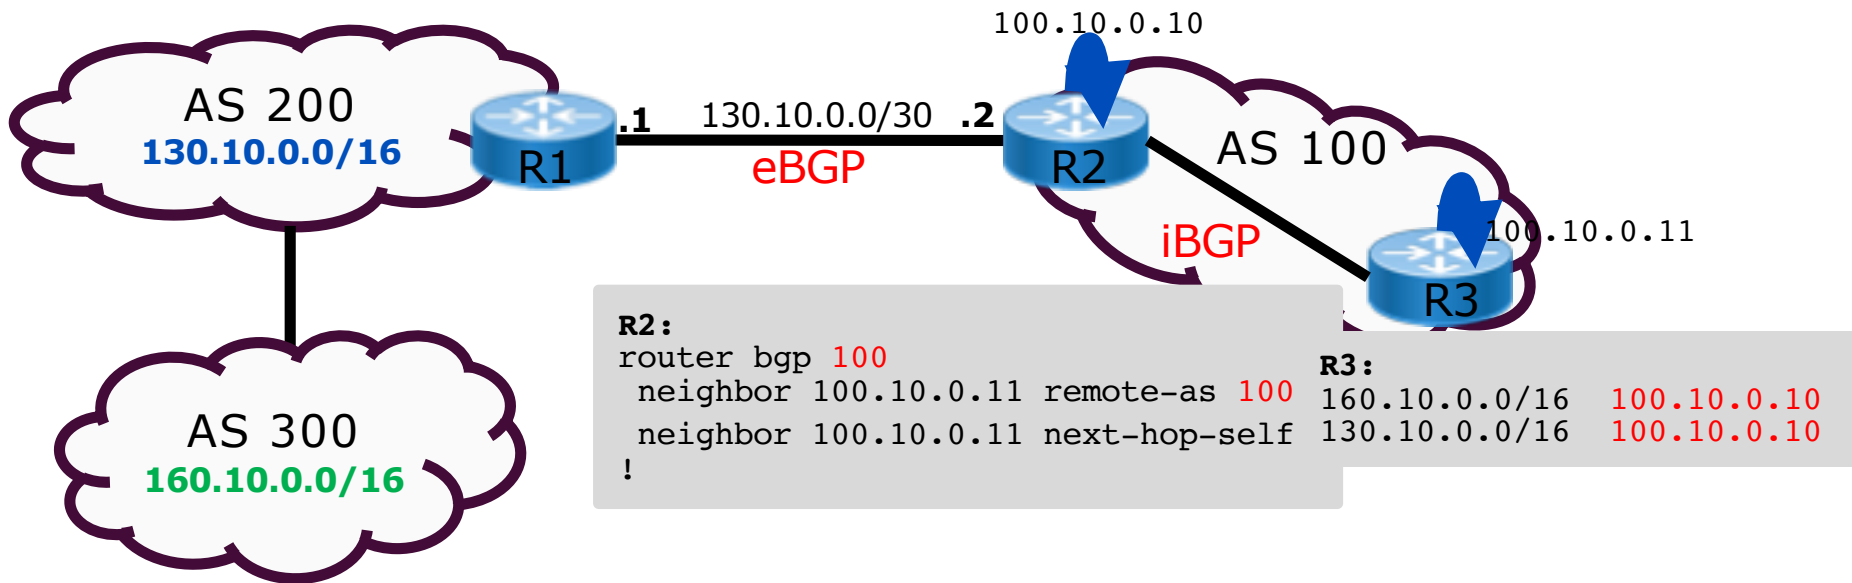 100.10.0.10
AS 200
130.10.0.0/16
R1
.1
130.10.0.0/30
.2
eBGP
R2
AS 100
iBGP
100.10.0.11
R3
AS 300
160.10.0.0/16
R2:
router bgp 100
neighbor 100.10.0.11 remote-as 100
neighbor 100.10.0.11 next-hop-self
!
R3:
160.10.0.0/16 100.10.0.10
130.10.0.0/16 100.10.0.10